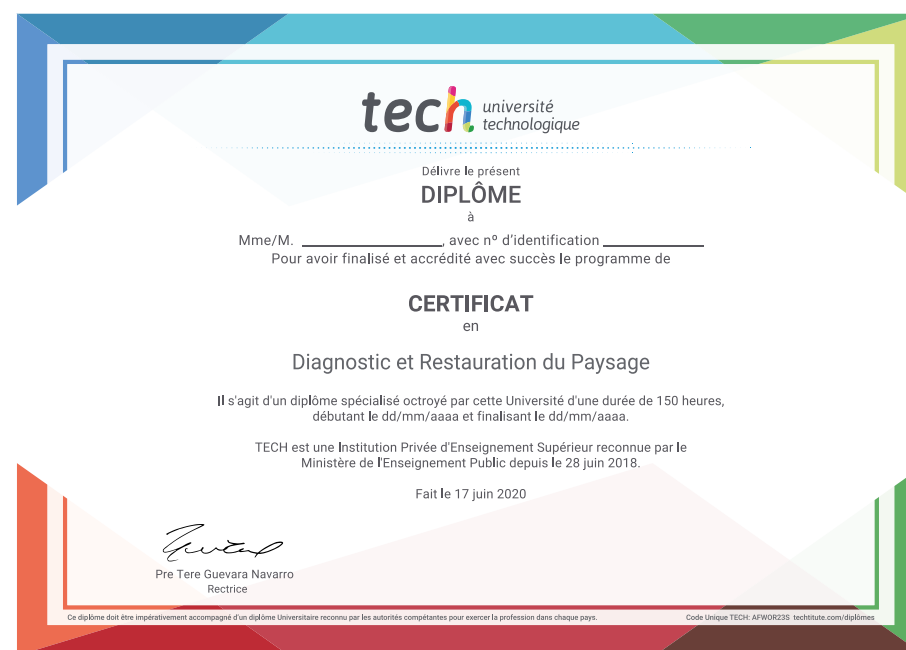 tech université
technologique
Délivre le présent
DIPLÔME
à
Mme/M. ____________________, avec nº d'identification ______________
Pour avoir finalisé et accrédité avec succès le programme de
CERTIFICAT
en
Diagnostic et Restauration du Paysage
Il s'agit d'un diplôme spécialisé octroyé par cette Université d'une durée de 150 heures,
débutant le dd/mm/aaaa et finalisant le dd/mm/aaaa.
TECH est une Institution Privée d'Enseignement Supérieur reconnue par le
Ministère de l'Enseignement Public depuis le 28 juin 2018.
Fait le 17 juin 2020
Pre Tere Guevara Navarro
Rectrice
Ce diplôme doit être impérativement accompagné d'un diplôme Universitaire reconnu par les autorités compétantes pour exercer la profession dans chaque pays.
Code Unique TECH: AFWOR23S techtitute.com/diplômes